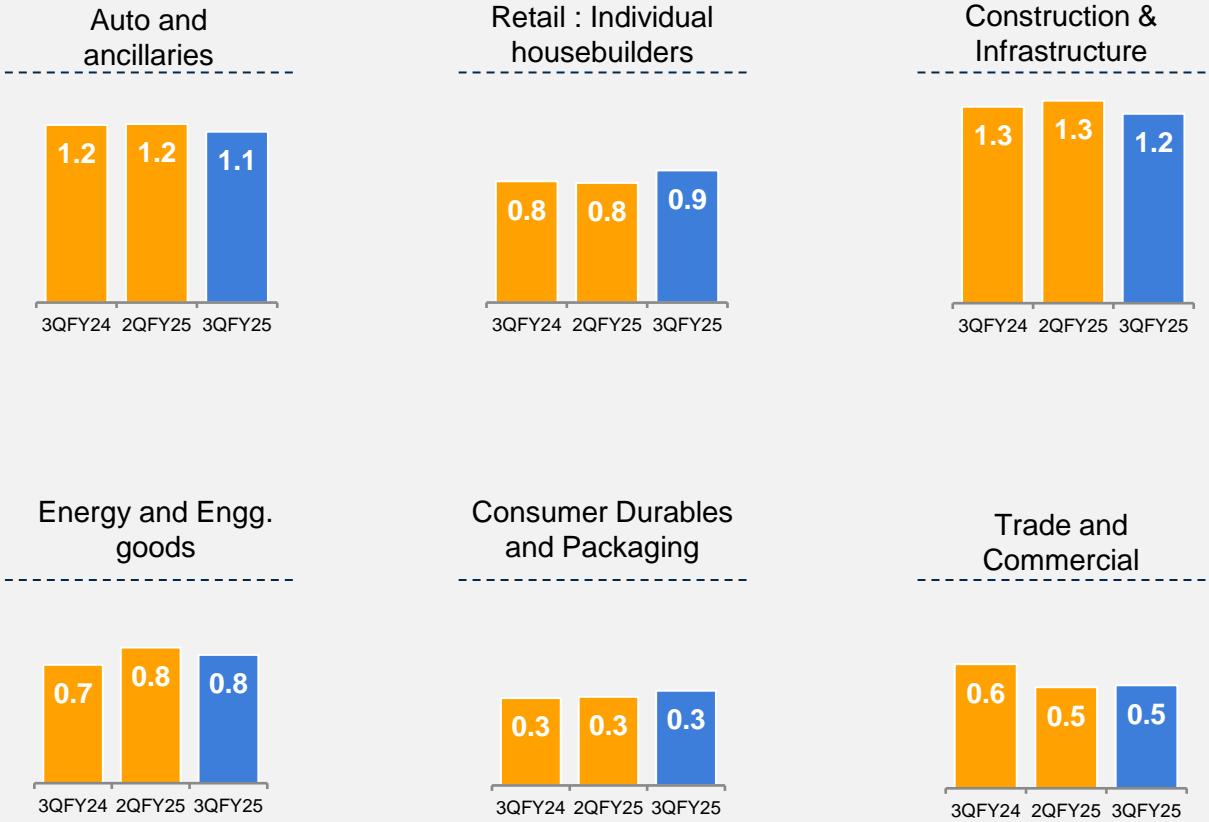 Auto and
ancillaries
1.2 1.2 1.1
3QFY24 2QFY25 3QFY25
Retail : Individual
housebuilders
0.8 0.8 0.9
3QFY24 2QFY25 3QFY25
Construction &
Infrastructure
1.3 1.3 1.2
3QFY24 2QFY25 3QFY25
Energy and Engg.
goods
0.7 0.8 0.8
3QFY24 2QFY25 3QFY25
Consumer Durables
and Packaging
0.3 0.3 0.3
3QFY24 2QFY25 3QFY25
Trade and
Commercial
0.6 0.5 0.5
3QFY24 2QFY25 3QFY25